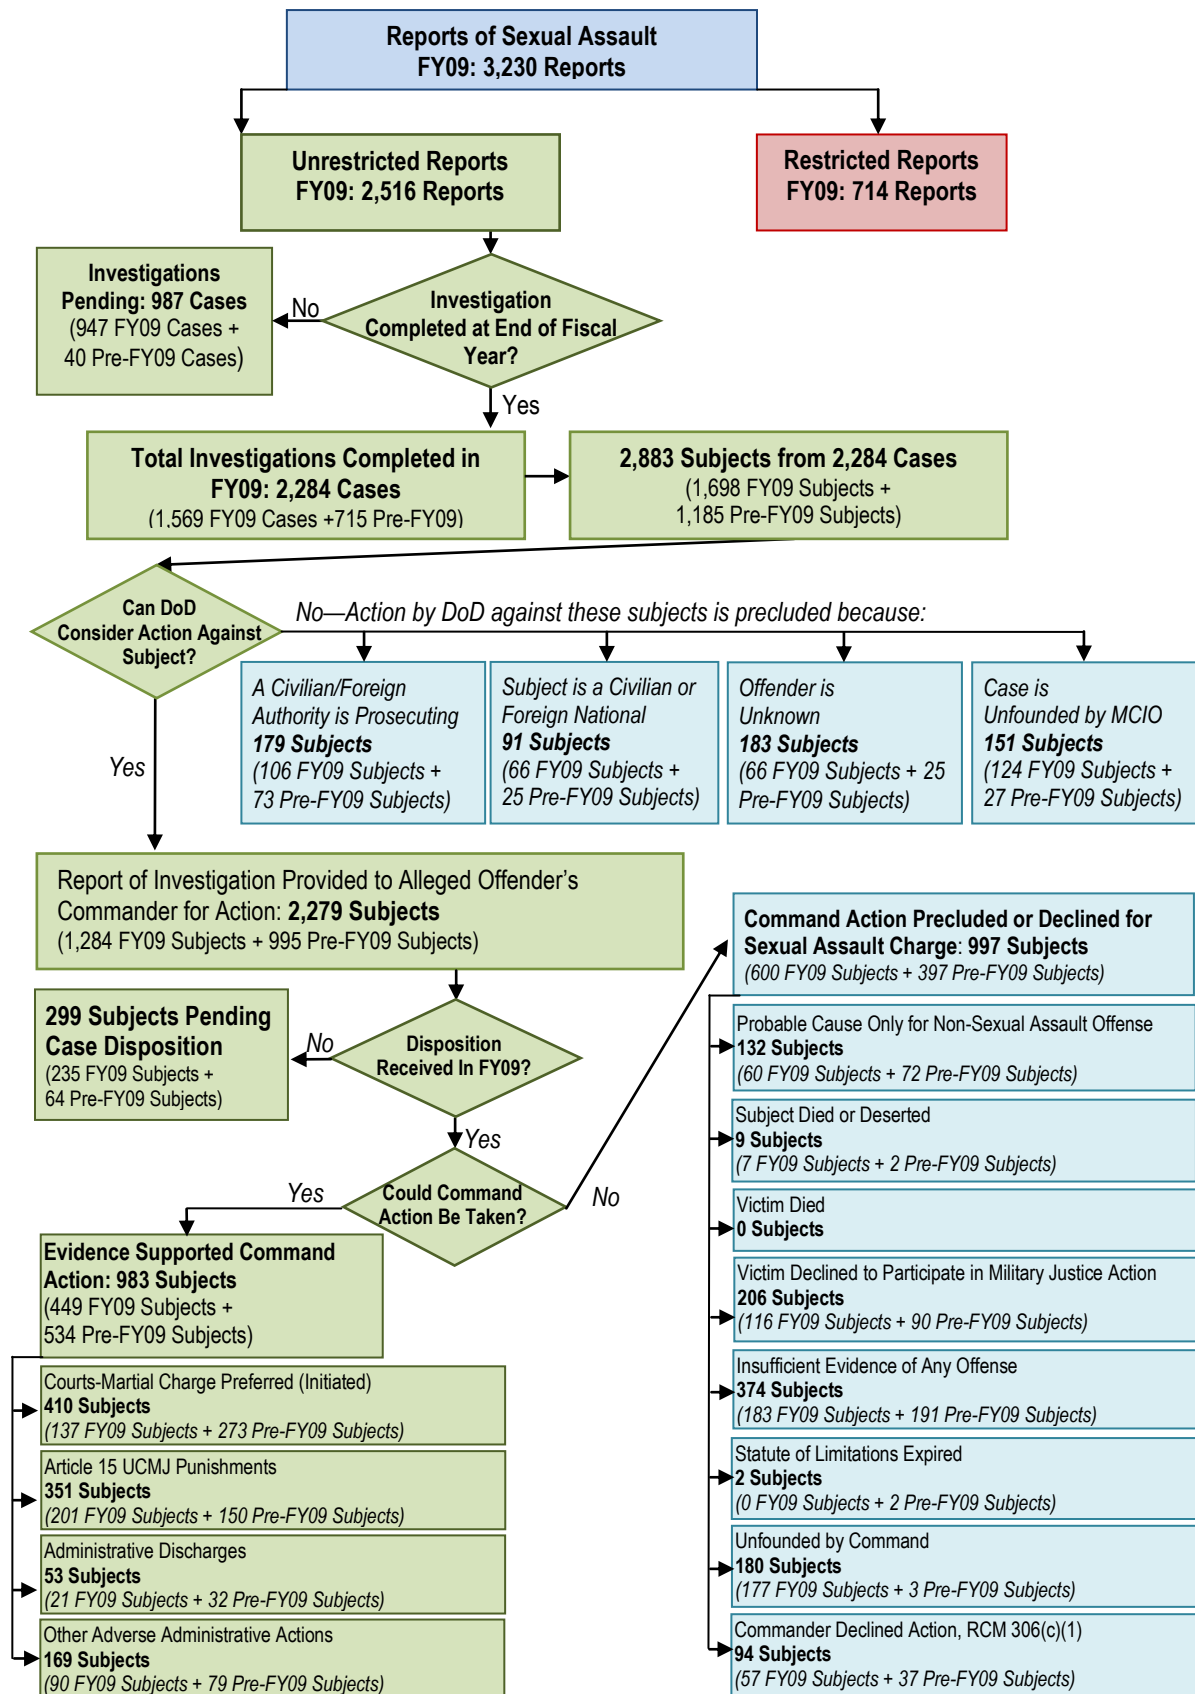 Reports of Sexual Assault
FY09: 3,230 Reports
Unrestricted Reports
FY09: 2,516 Reports
Restricted Reports
FY09: 714 Reports
Investigations
Pending: 987 Cases
(947 FY09 Cases +
40 Pre-FY09 Cases)
No
Investigation
Completed at End of Fiscal
Year?
Yes
Total Investigations Completed in
FY09: 2,284 Cases
(1,569 FY09 Cases +715 Pre-FY09)
2,883 Subjects from 2,284 Cases
(1,698 FY09 Subjects +
1,185 Pre-FY09 Subjects)
Can DoD
Consider Action Against
Subject?
No—Action by DoD against these subjects is precluded because:
A Civilian/Foreign
Authority is Prosecuting
179 Subjects
(106 FY09 Subjects +
73 Pre-FY09 Subjects)
Subject is a Civilian or
Foreign National
91 Subjects
(66 FY09 Subjects +
25 Pre-FY09 Subjects)
Offender is
Unknown
183 Subjects
(66 FY09 Subjects + 25
Pre-FY09 Subjects)
Case is
Unfounded by MCIO
151 Subjects
(124 FY09 Subjects +
27 Pre-FY09 Subjects)
Yes
Report of Investigation Provided to Alleged Offender's
Commander for Action: 2,279 Subjects
(1,284 FY09 Subjects + 995 Pre-FY09 Subjects)
299 Subjects Pending
Case Disposition
(235 FY09 Subjects +
64 Pre-FY09 Subjects)
No
Disposition
Received In FY09?
Yes
Could Command
Action Be Taken?
Yes
No
Evidence Supported Command
Action: 983 Subjects
(449 FY09 Subjects +
534 Pre-FY09 Subjects)
Courts-Martial Charge Preferred (Initiated)
410 Subjects
(137 FY09 Subjects + 273 Pre-FY09 Subjects)
Article 15 UCMJ Punishments
351 Subjects
(201 FY09 Subjects + 150 Pre-FY09 Subjects)
Administrative Discharges
53 Subjects
(21 FY09 Subjects + 32 Pre-FY09 Subjects)
Other Adverse Administrative Actions
169 Subjects
(90 FY09 Subjects + 79 Pre-FY09 Subjects)
Command Action Precluded or Declined for
Sexual Assault Charge: 997 Subjects
(600 FY09 Subjects + 397 Pre-FY09 Subjects)
Probable Cause Only for Non-Sexual Assault Offense
132 Subjects
(60 FY09 Subjects + 72 Pre-FY09 Subjects)
Subject Died or Deserted
9 Subjects
(7 FY09 Subjects + 2 Pre-FY09 Subjects)
Victim Died
0 Subjects
Victim Declined to Participate in Military Justice Action
206 Subjects
(116 FY09 Subjects + 90 Pre-FY09 Subjects)
Insufficient Evidence of Any Offense
374 Subjects
(183 FY09 Subjects + 191 Pre-FY09 Subjects)
Statute of Limitations Expired
2 Subjects
(0 FY09 Subjects + 2 Pre-FY09 Subjects)
Unfounded by Command
180 Subjects
(177 FY09 Subjects + 3 Pre-FY09 Subjects)
Commander Declined Action, RCM 306(c)(1)
94 Subjects
(57 FY09 Subjects + 37 Pre-FY09 Subjects)